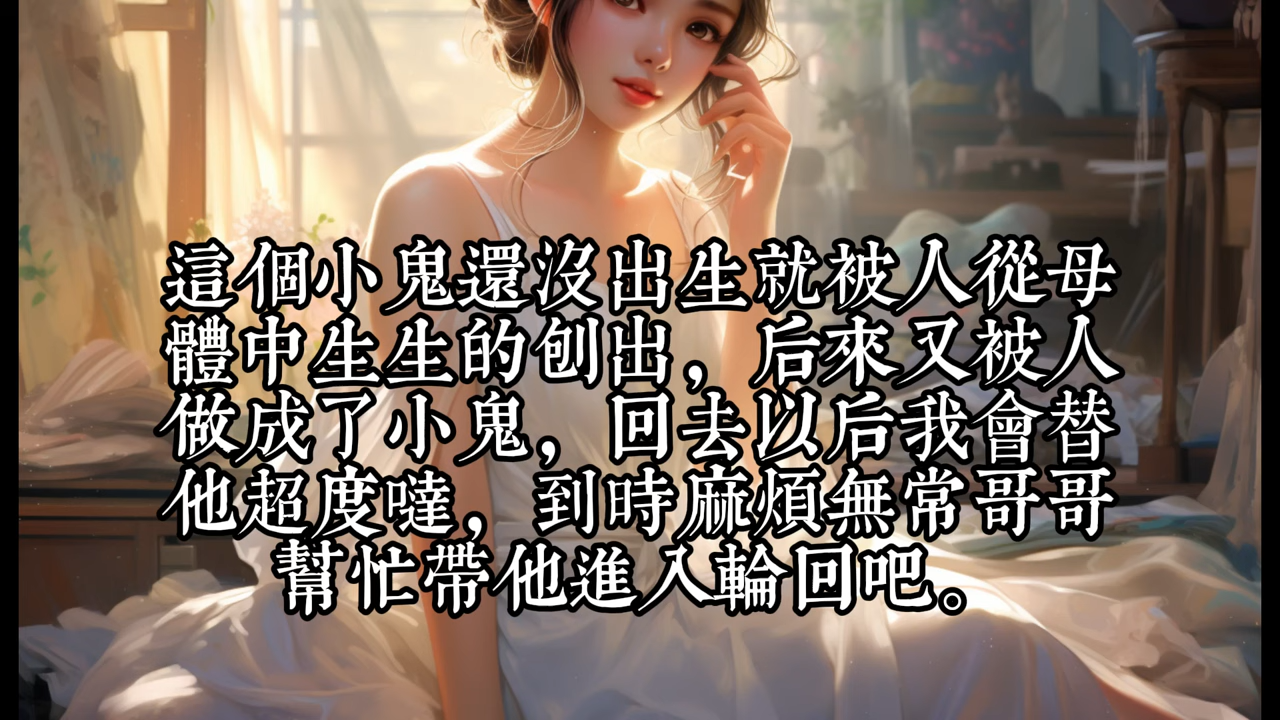 這個小鬼還沒出生就被人從母
體中生生的刨出，后來又被人
做成了小鬼，回去以后我會替
他超度噠，到時麻煩無常哥哥
幫忙帶他進入輪回吧。